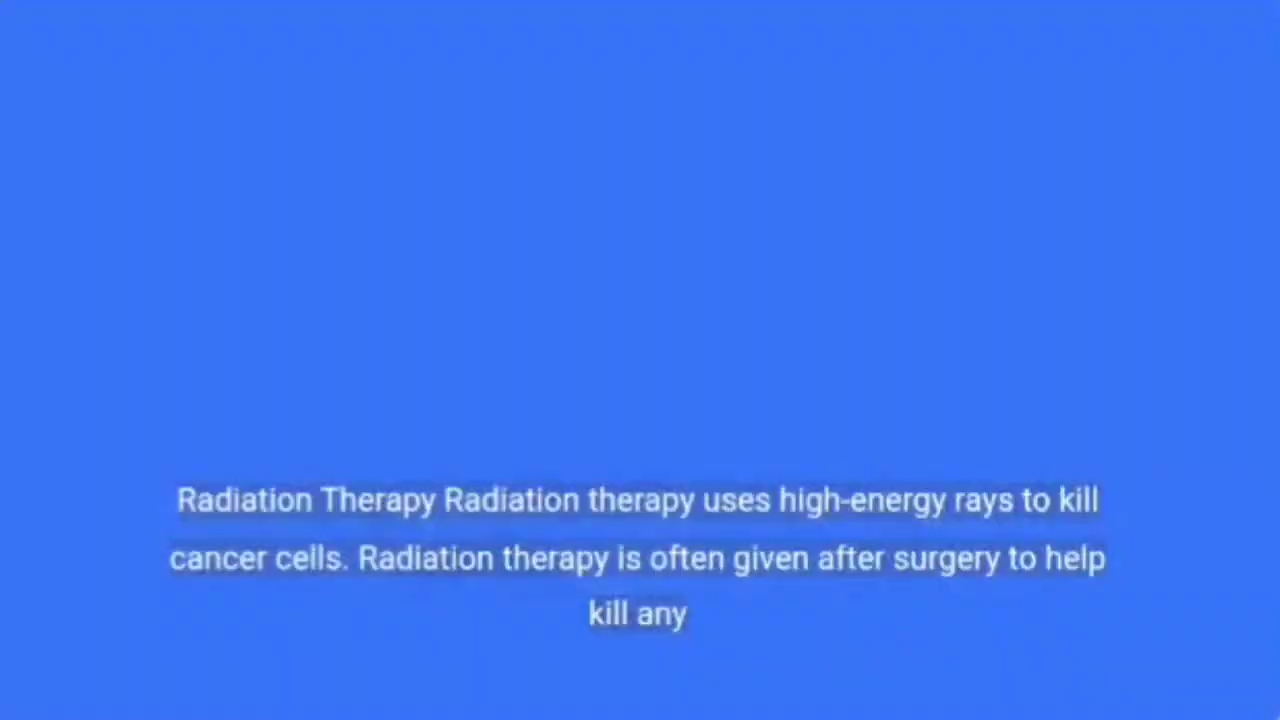 Radiation Therapy Radiation therapy uses high-energy rays to kill
cancer cells. Radiation therapy is often given after surgery to help
kill any